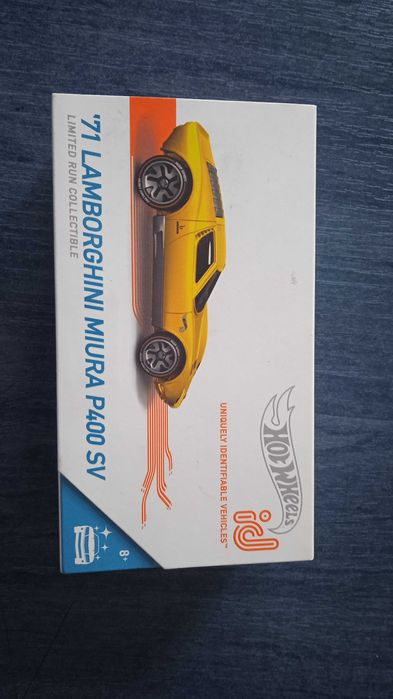 HOT WHEELS
id
UNIQUELY IDENTIFIABLE VEHICLES™
'71 LAMBORGHINI MIURA P400 SV
LIMITED RUN COLLECTIBLE
8+